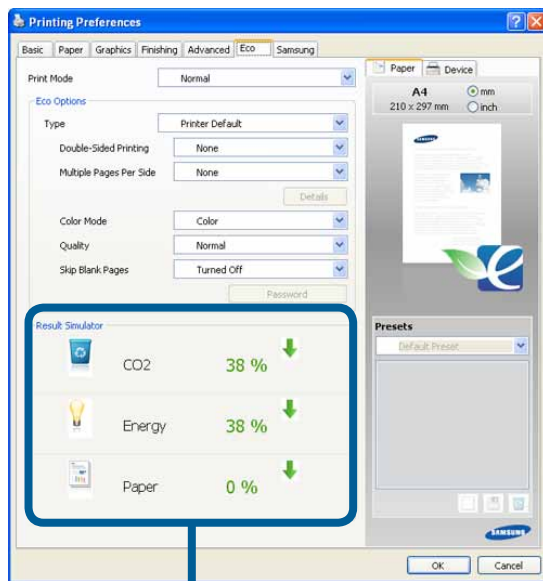 Printing Preferences
Basic Paper Graphics Finishing Advanced Eco Samsung
Print Mode Normal
Eco Options
Type Printer Default
Double-Sided Printing None
Multiple Pages Per Side None
Details
Color Mode Color
Quality Normal
Skip Blank Pages Turned Off
Password
Result Simulator
CO2 38 %
Energy 38 %
Paper 0 %
Paper Device
A4
210 x 297 mm
mm
inch
Presets
Default Preset
SAMSUNG
OK Cancel